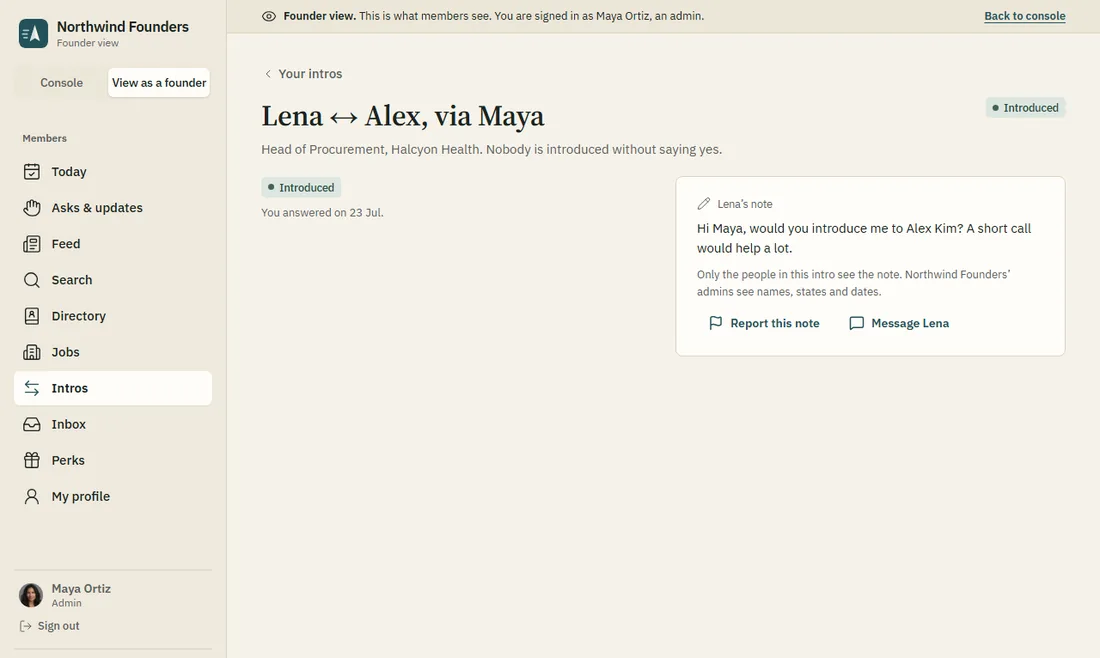 Northwind Founders
Founder view
Console
View as a founder
Members
Today
Asks & updates
Feed
Search
Directory
Jobs
Intros
Inbox
Perks
My profile
Maya Ortiz
Admin
Sign out
Founder view. This is what members see. You are signed in as Maya Ortiz, an admin.
Back to console
Your intros
Lena ↔ Alex, via Maya
Introduced
Head of Procurement, Halcyon Health. Nobody is introduced without saying yes.
Introduced
You answered on 23 Jul.
Lena’s note
Hi Maya, would you introduce me to Alex Kim? A short call
would help a lot.
Only the people in this intro see the note. Northwind Founders’
admins see names, states and dates.
Report this note
Message Lena